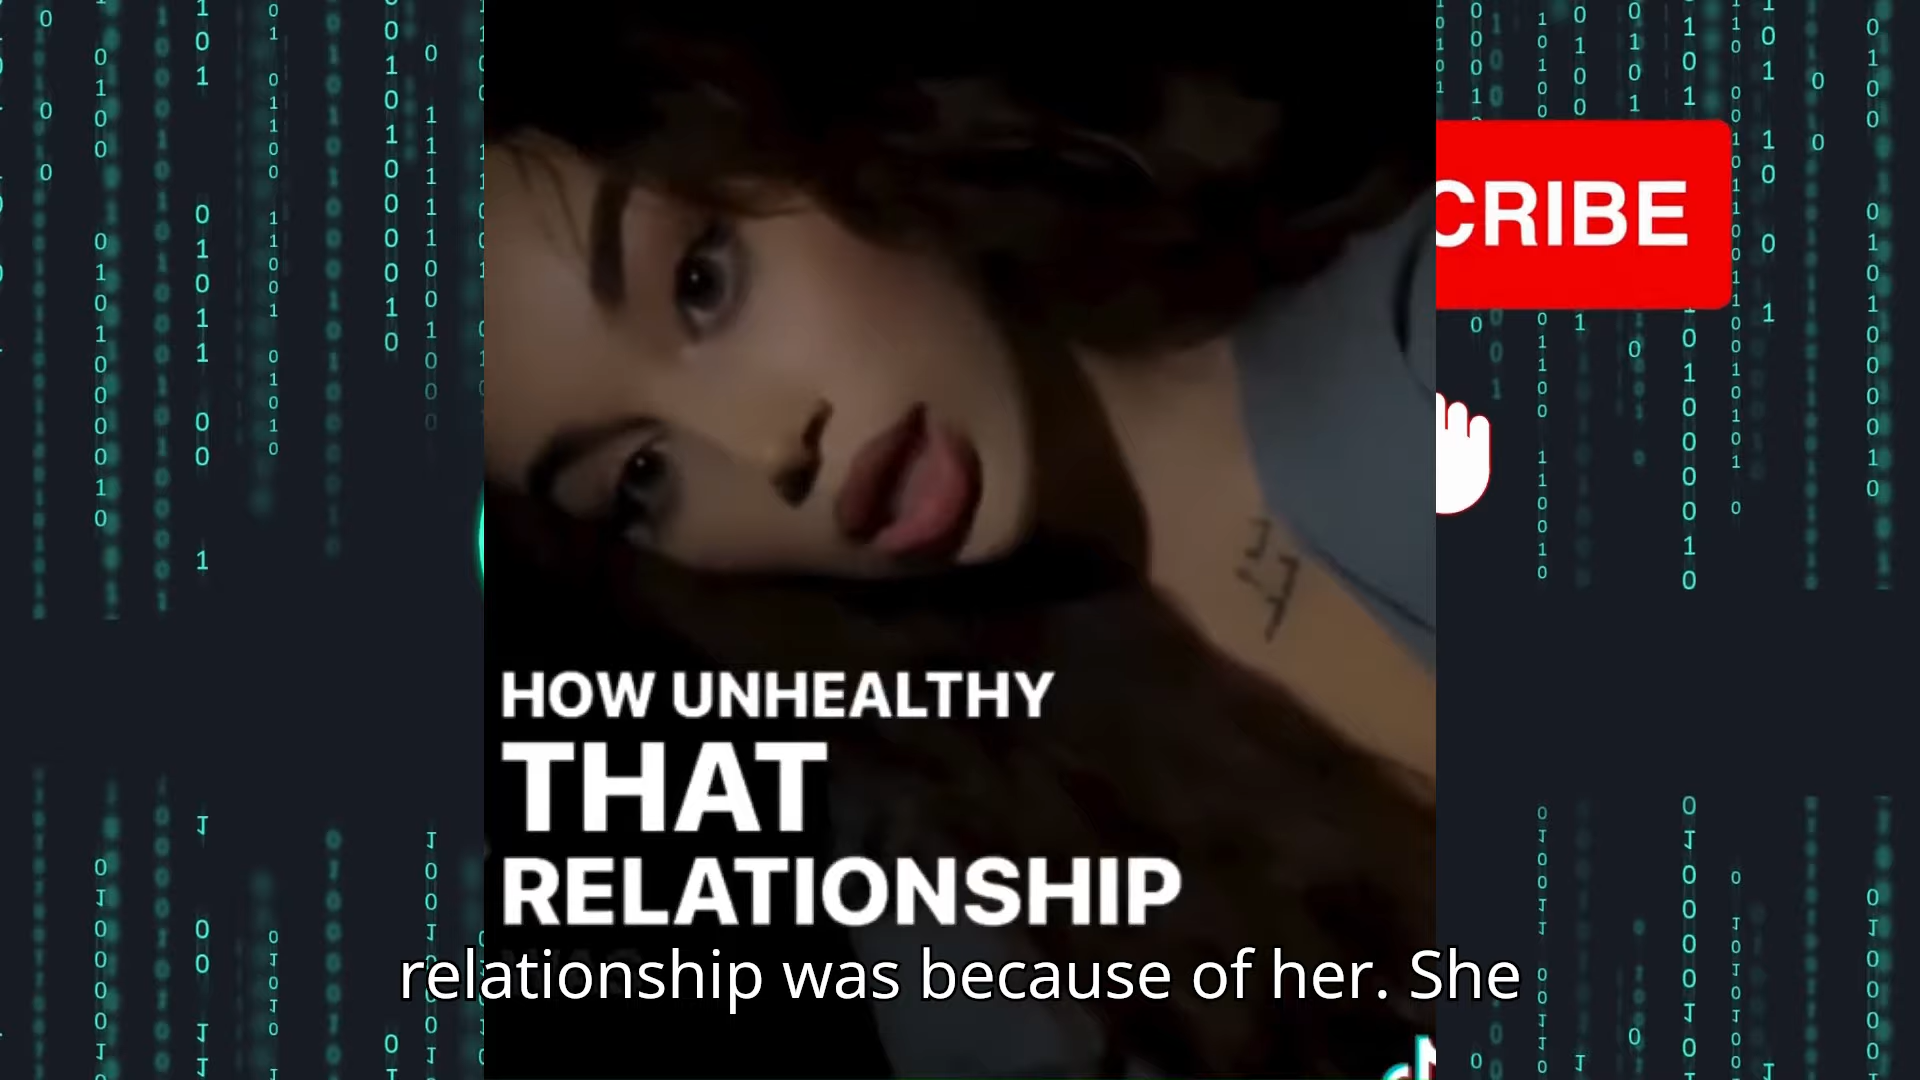 CRIBE
HOW UNHEALTHY
THAT
RELATIONSHIP
relationship was because of her. She